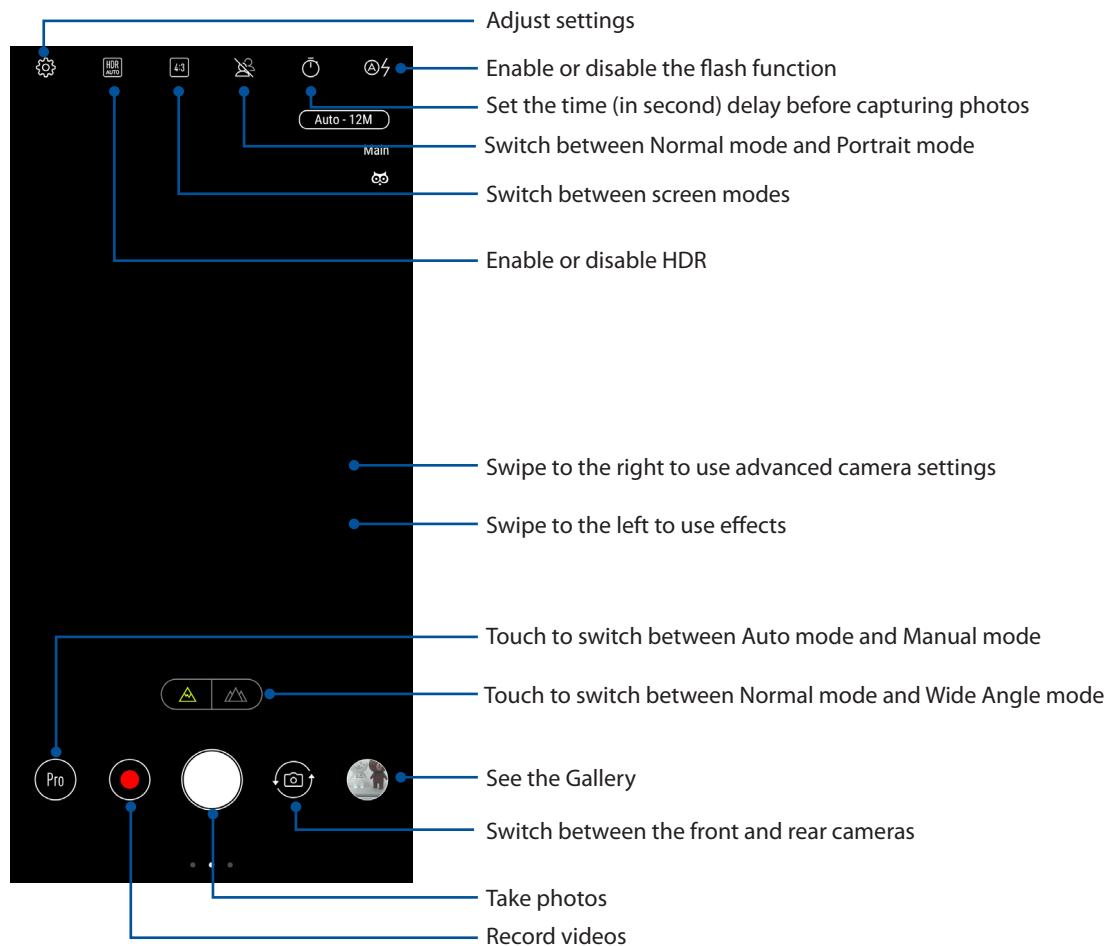 Adjust settings
HDR
AUTO
4:3
A
Enable or disable the flash function
Set the time (in second) delay before capturing photos
Auto - 12M
Switch between Normal mode and Portrait mode
Main
Switch between screen modes
Enable or disable HDR
Swipe to the right to use advanced camera settings
Swipe to the left to use effects
Touch to switch between Auto mode and Manual mode
Touch to switch between Normal mode and Wide Angle mode
Pro
See the Gallery
Switch between the front and rear cameras
Take photos
Record videos